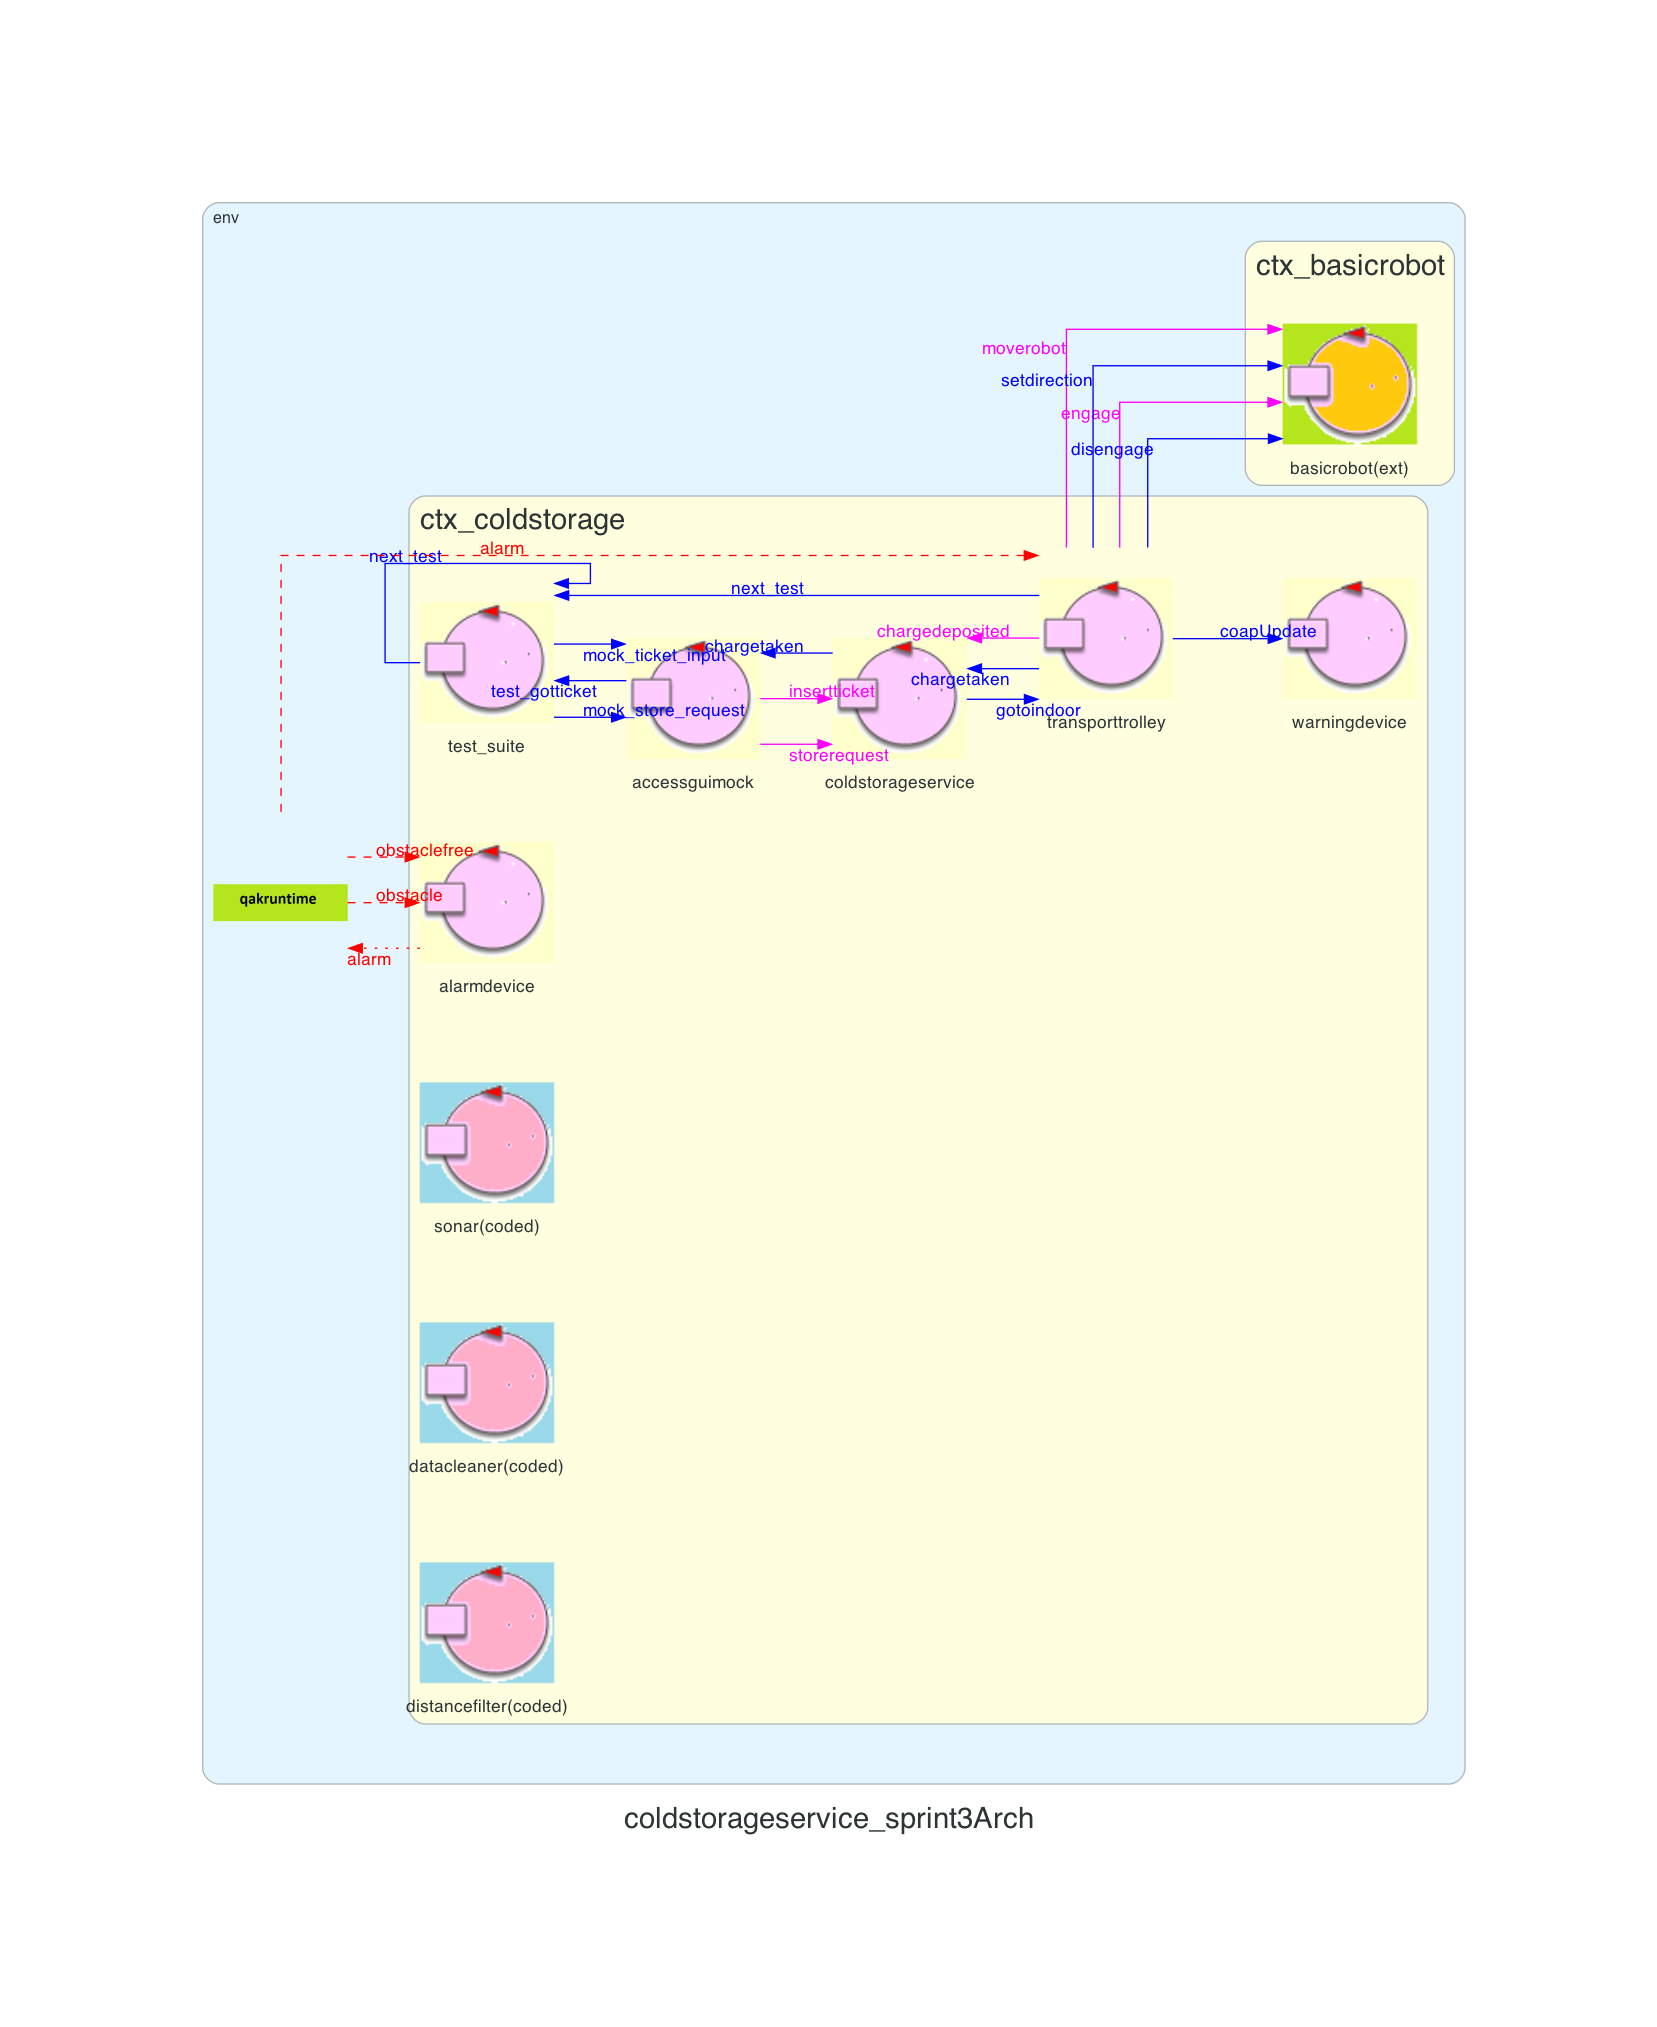 env
ctx_basicrobot
moverobot
setdirection
engage
disengage
basicrobot(ext)
ctx_coldstorage
alarm
next_test
next_test
chargedeposited
coapUpdate
chargetaken
mock_ticket_input
chargetaken
test_gotticket
insertticket
mock_store_request
gotoindoor
transporttrolley
warningdevice
test_suite
storerequest
accessguimock
coldstorageservice
obstaclefree
obstacle
qakruntime
alarm
alarmdevice
sonar(coded)
datacleaner(coded)
distancefilter(coded)
coldstorageservice_sprint3Arch